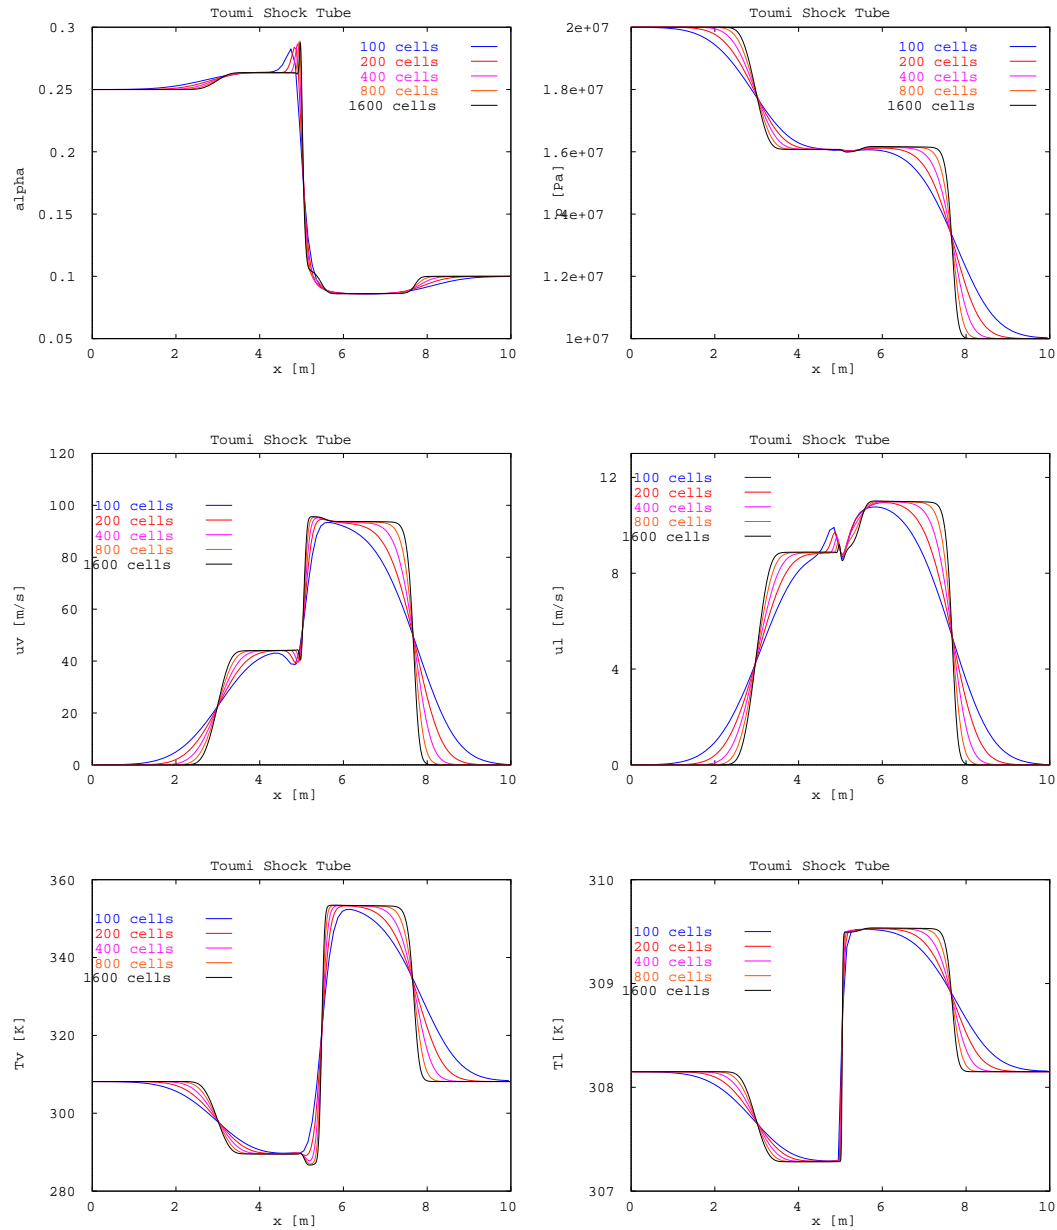 Toumi Shock Tube
0.3
0.25
0.2
0.15
0.1
0.05
alpha
100 cells
200 cells
400 cells
800 cells
1600 cells
0 2 4 6 8 10
x [m]
Toumi Shock Tube
2e+07
1.8e+07
1.6e+07
1.4e+07
1.2e+07
1e+07
p [Pa]
100 cells
200 cells
400 cells
800 cells
1600 cells
0 2 4 6 8 10
x [m]
Toumi Shock Tube
120
100
80
60
40
20
0
uv [m/s]
100 cells
200 cells
400 cells
800 cells
1600 cells
0 2 4 6 8 10
x [m]
Toumi Shock Tube
12
8
4
0
ul [m/s]
100 cells
200 cells
400 cells
800 cells
1600 cells
0 2 4 6 8 10
x [m]
Toumi Shock Tube
360
340
320
300
280
Tv [K]
100 cells
200 cells
400 cells
800 cells
1600 cells
0 2 4 6 8 10
x [m]
Toumi Shock Tube
310
309
308
307
Tl [K]
100 cells
200 cells
400 cells
800 cells
1600 cells
0 2 4 6 8 10
x [m]